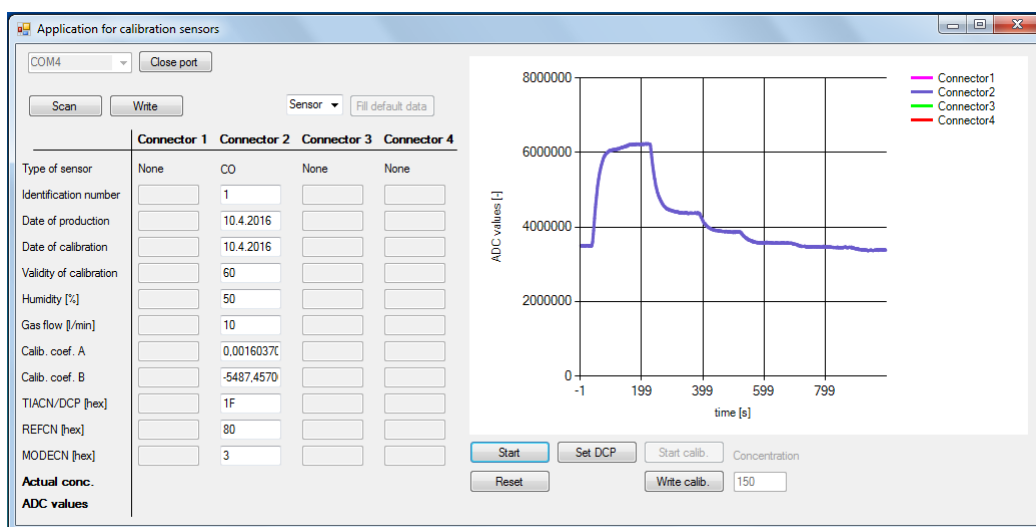 Application for calibration sensors
COM4 Close port
Scan Write Sensor Fill default data
Connector 1 Connector 2 Connector 3 Connector 4
Type of sensor None CO None None
Identification number 1
Date of production 10.4.2016
Date of calibration 10.4.2016
Validity of calibration 60
Humidity [%] 50
Gas flow [l/min] 10
Calib. coef. A 0,00160370
Calib. coef. B -5487,4570
TIACN/DCP [hex] 1F
REFCN [hex] 80
MODECN [hex] 3
Actual conc.
ADC values
8000000
6000000
4000000
2000000
0
ADC values [-]
-1 199 399 599 799
time [s]
Connector1
Connector2
Connector3
Connector4
Start Set DCP Start calib. Concentration
Reset Write calib. 150